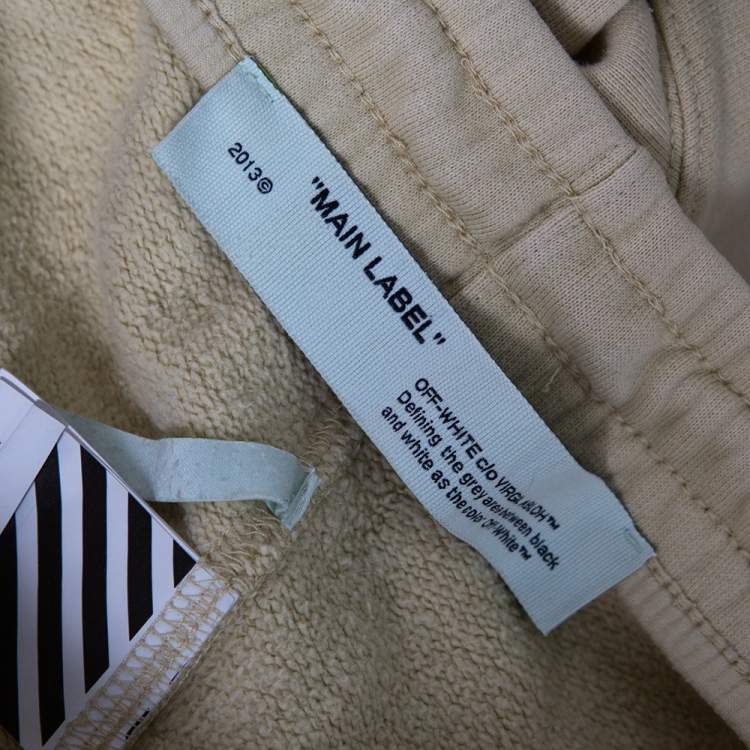 2013©
"MAIN LABEL"
OFF-WHITE C/O VIRGIL ABLOH™
Defining the grey area between black
and white as the color Off-White™